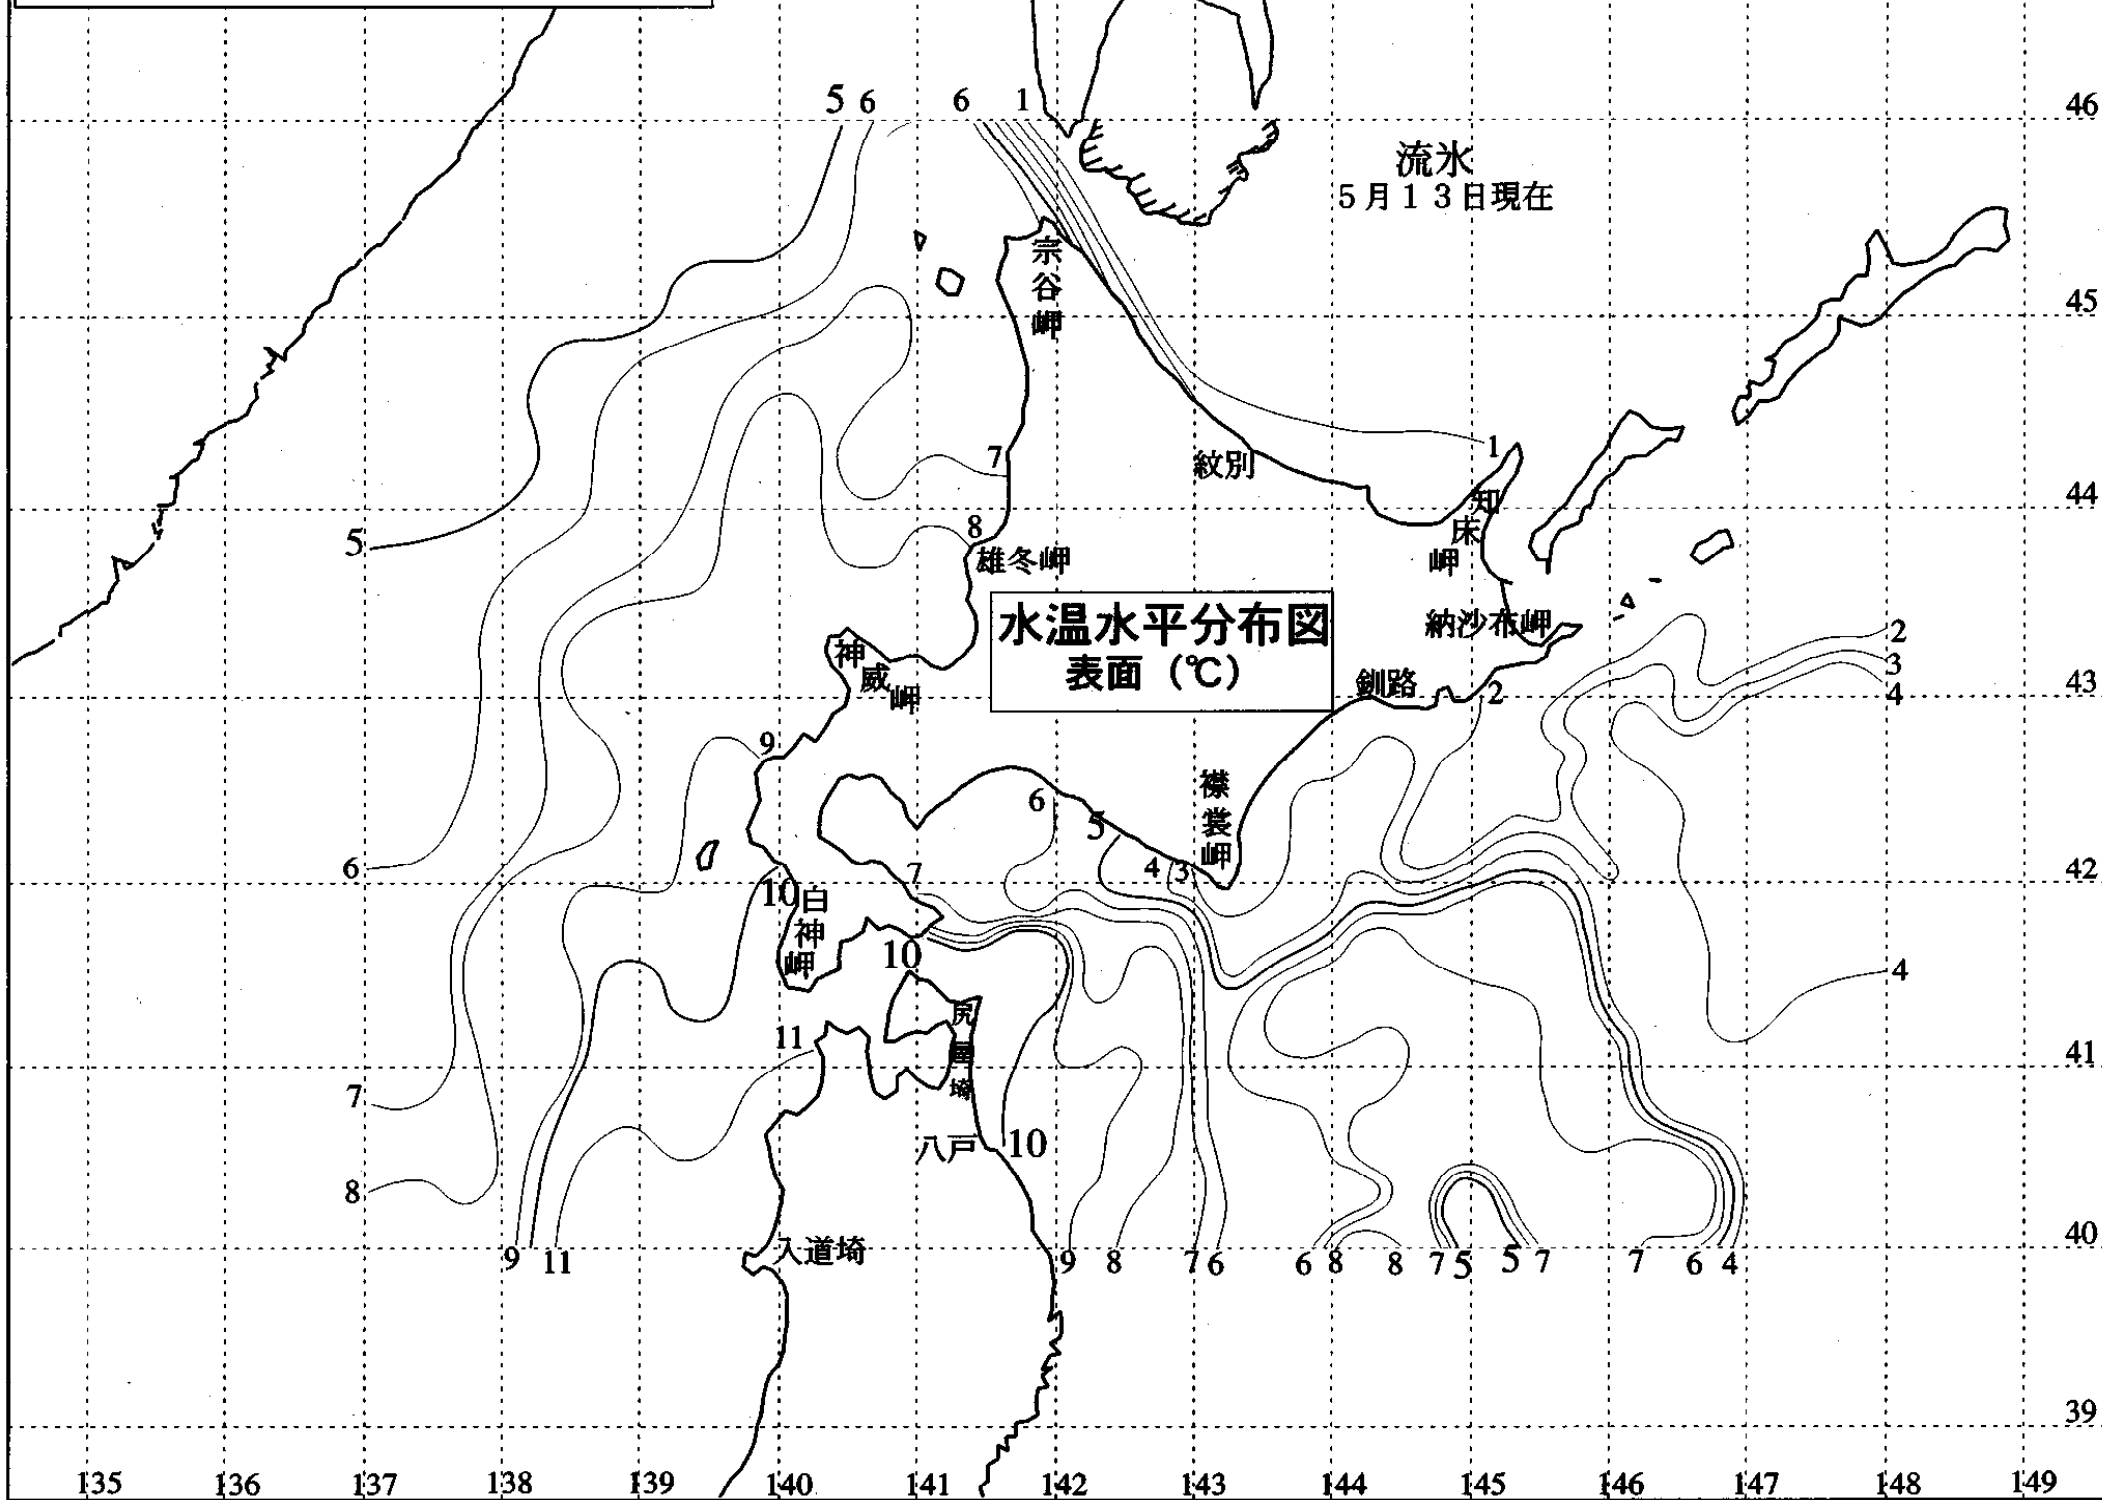 5 6 6 1
46
流氷
5月13日現在
宗谷岬
45
7
紋別
1
44
知床岬
8
5
雄冬岬
水温水平分布図
表面 (℃)
納沙布岬
2
3
4
神威岬
釧路
2
43
9
襟裳岬
6
5
4
3
6
7
42
10
白神岬
10
4
尻屋埼
11
41
7
八戸
10
8
入道埼
40
9 11 9 8 7 6 6 8 8 7 5 5 7 7 6 4
39
135 136 137 138 139 140 141 142 143 144 145 146 147 148 149